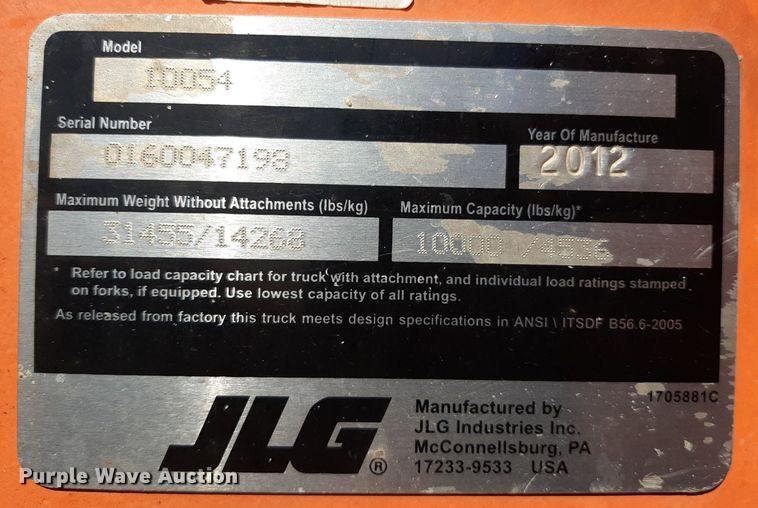 Model
10054
Serial Number
0160047198
Year Of Manufacture
2012
Maximum Weight Without Attachments (lbs/kg)
31455/14268
Maximum Capacity (lbs/kg)*
10000 /4536
* Refer to load capacity chart for truck with attachment, and individual load ratings stamped
on forks, if equipped. Use lowest capacity of all ratings.
As released from factory this truck meets design specifications in ANSI \ ITSDF B56.6-2005
1705881C
JLG®
Manufactured by
JLG Industries Inc.
McConnellsburg, PA
17233-9533 USA
Purple Wave Auction